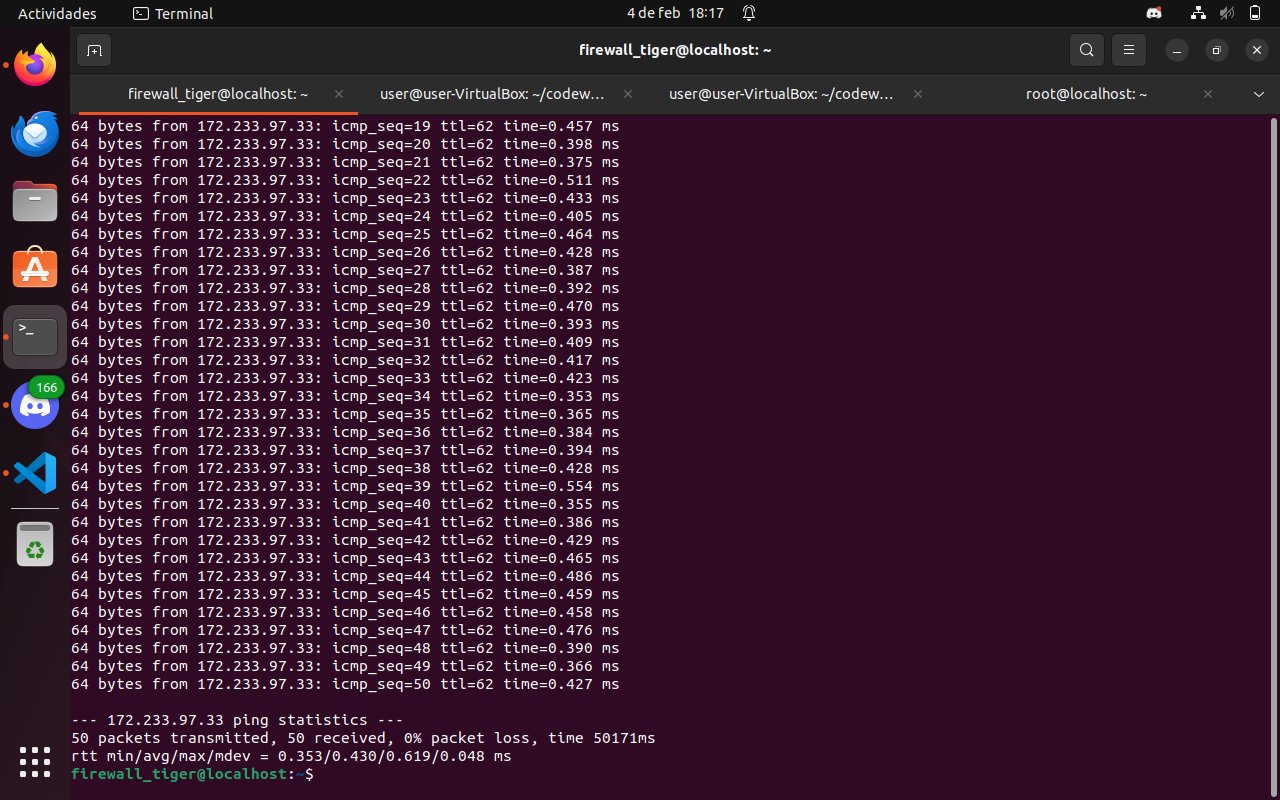 Actividades
Terminal
4 de feb 18:17
firewall_tiger@localhost: ~
firewall_tiger@localhost: ~
user@user-VirtualBox: ~/codew…
user@user-VirtualBox: ~/codew…
root@localhost: ~
64 bytes from 172.233.97.33: icmp_seq=19 ttl=62 time=0.457 ms
64 bytes from 172.233.97.33: icmp_seq=20 ttl=62 time=0.398 ms
64 bytes from 172.233.97.33: icmp_seq=21 ttl=62 time=0.375 ms
64 bytes from 172.233.97.33: icmp_seq=22 ttl=62 time=0.511 ms
64 bytes from 172.233.97.33: icmp_seq=23 ttl=62 time=0.433 ms
64 bytes from 172.233.97.33: icmp_seq=24 ttl=62 time=0.405 ms
64 bytes from 172.233.97.33: icmp_seq=25 ttl=62 time=0.464 ms
64 bytes from 172.233.97.33: icmp_seq=26 ttl=62 time=0.428 ms
64 bytes from 172.233.97.33: icmp_seq=27 ttl=62 time=0.387 ms
64 bytes from 172.233.97.33: icmp_seq=28 ttl=62 time=0.392 ms
64 bytes from 172.233.97.33: icmp_seq=29 ttl=62 time=0.470 ms
64 bytes from 172.233.97.33: icmp_seq=30 ttl=62 time=0.393 ms
64 bytes from 172.233.97.33: icmp_seq=31 ttl=62 time=0.409 ms
64 bytes from 172.233.97.33: icmp_seq=32 ttl=62 time=0.417 ms
64 bytes from 172.233.97.33: icmp_seq=33 ttl=62 time=0.423 ms
64 bytes from 172.233.97.33: icmp_seq=34 ttl=62 time=0.353 ms
64 bytes from 172.233.97.33: icmp_seq=35 ttl=62 time=0.365 ms
64 bytes from 172.233.97.33: icmp_seq=36 ttl=62 time=0.384 ms
64 bytes from 172.233.97.33: icmp_seq=37 ttl=62 time=0.394 ms
64 bytes from 172.233.97.33: icmp_seq=38 ttl=62 time=0.428 ms
64 bytes from 172.233.97.33: icmp_seq=39 ttl=62 time=0.554 ms
64 bytes from 172.233.97.33: icmp_seq=40 ttl=62 time=0.355 ms
64 bytes from 172.233.97.33: icmp_seq=41 ttl=62 time=0.386 ms
64 bytes from 172.233.97.33: icmp_seq=42 ttl=62 time=0.429 ms
64 bytes from 172.233.97.33: icmp_seq=43 ttl=62 time=0.465 ms
64 bytes from 172.233.97.33: icmp_seq=44 ttl=62 time=0.486 ms
64 bytes from 172.233.97.33: icmp_seq=45 ttl=62 time=0.459 ms
64 bytes from 172.233.97.33: icmp_seq=46 ttl=62 time=0.458 ms
64 bytes from 172.233.97.33: icmp_seq=47 ttl=62 time=0.476 ms
64 bytes from 172.233.97.33: icmp_seq=48 ttl=62 time=0.390 ms
64 bytes from 172.233.97.33: icmp_seq=49 ttl=62 time=0.366 ms
64 bytes from 172.233.97.33: icmp_seq=50 ttl=62 time=0.427 ms
--- 172.233.97.33 ping statistics ---
50 packets transmitted, 50 received, 0% packet loss, time 50171ms
rtt min/avg/max/mdev = 0.353/0.430/0.619/0.048 ms
firewall_tiger@localhost:~$
>_
166